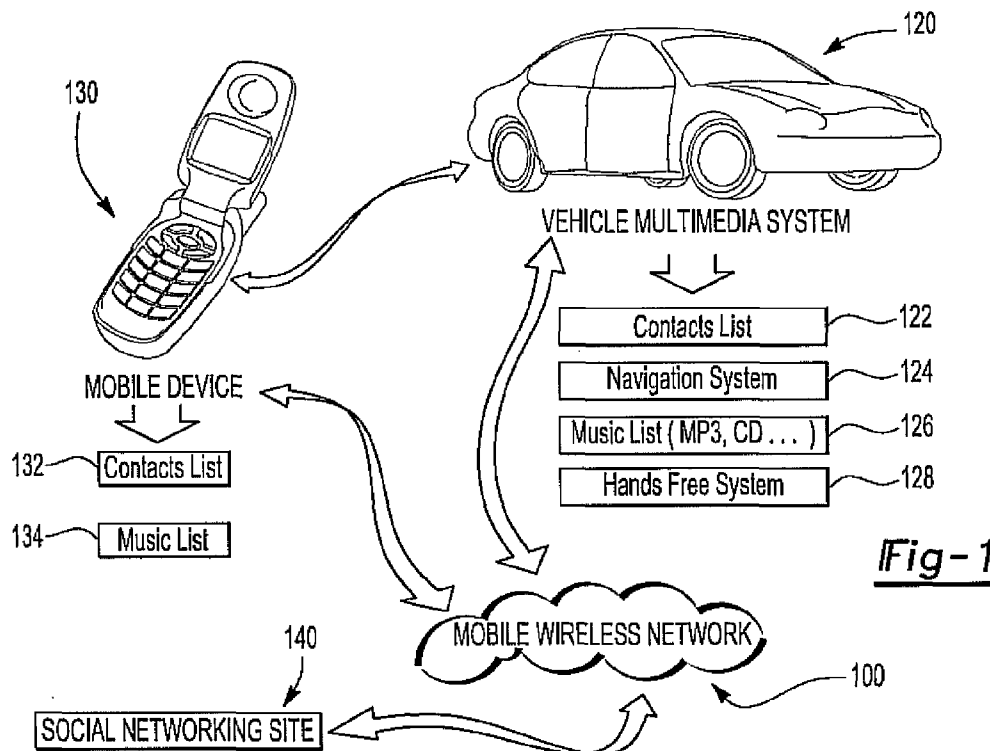 120
130
VEHICLE MULTIMEDIA SYSTEM
Contacts List
122
Navigation System
124
Music List ( MP3, CD . . . )
126
Hands Free System
128
MOBILE DEVICE
132
Contacts List
134
Music List
Fig-1
MOBILE WIRELESS NETWORK
100
140
SOCIAL NETWORKING SITE